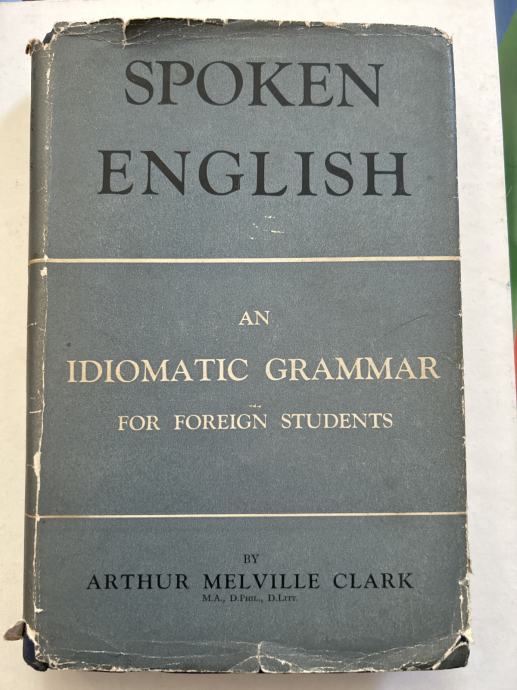 SPOKEN
ENGLISH
AN
IDIOMATIC GRAMMAR
FOR FOREIGN STUDENTS
BY
ARTHUR MELVILLE CLARK
M.A., D.PHIL., D.LITT.